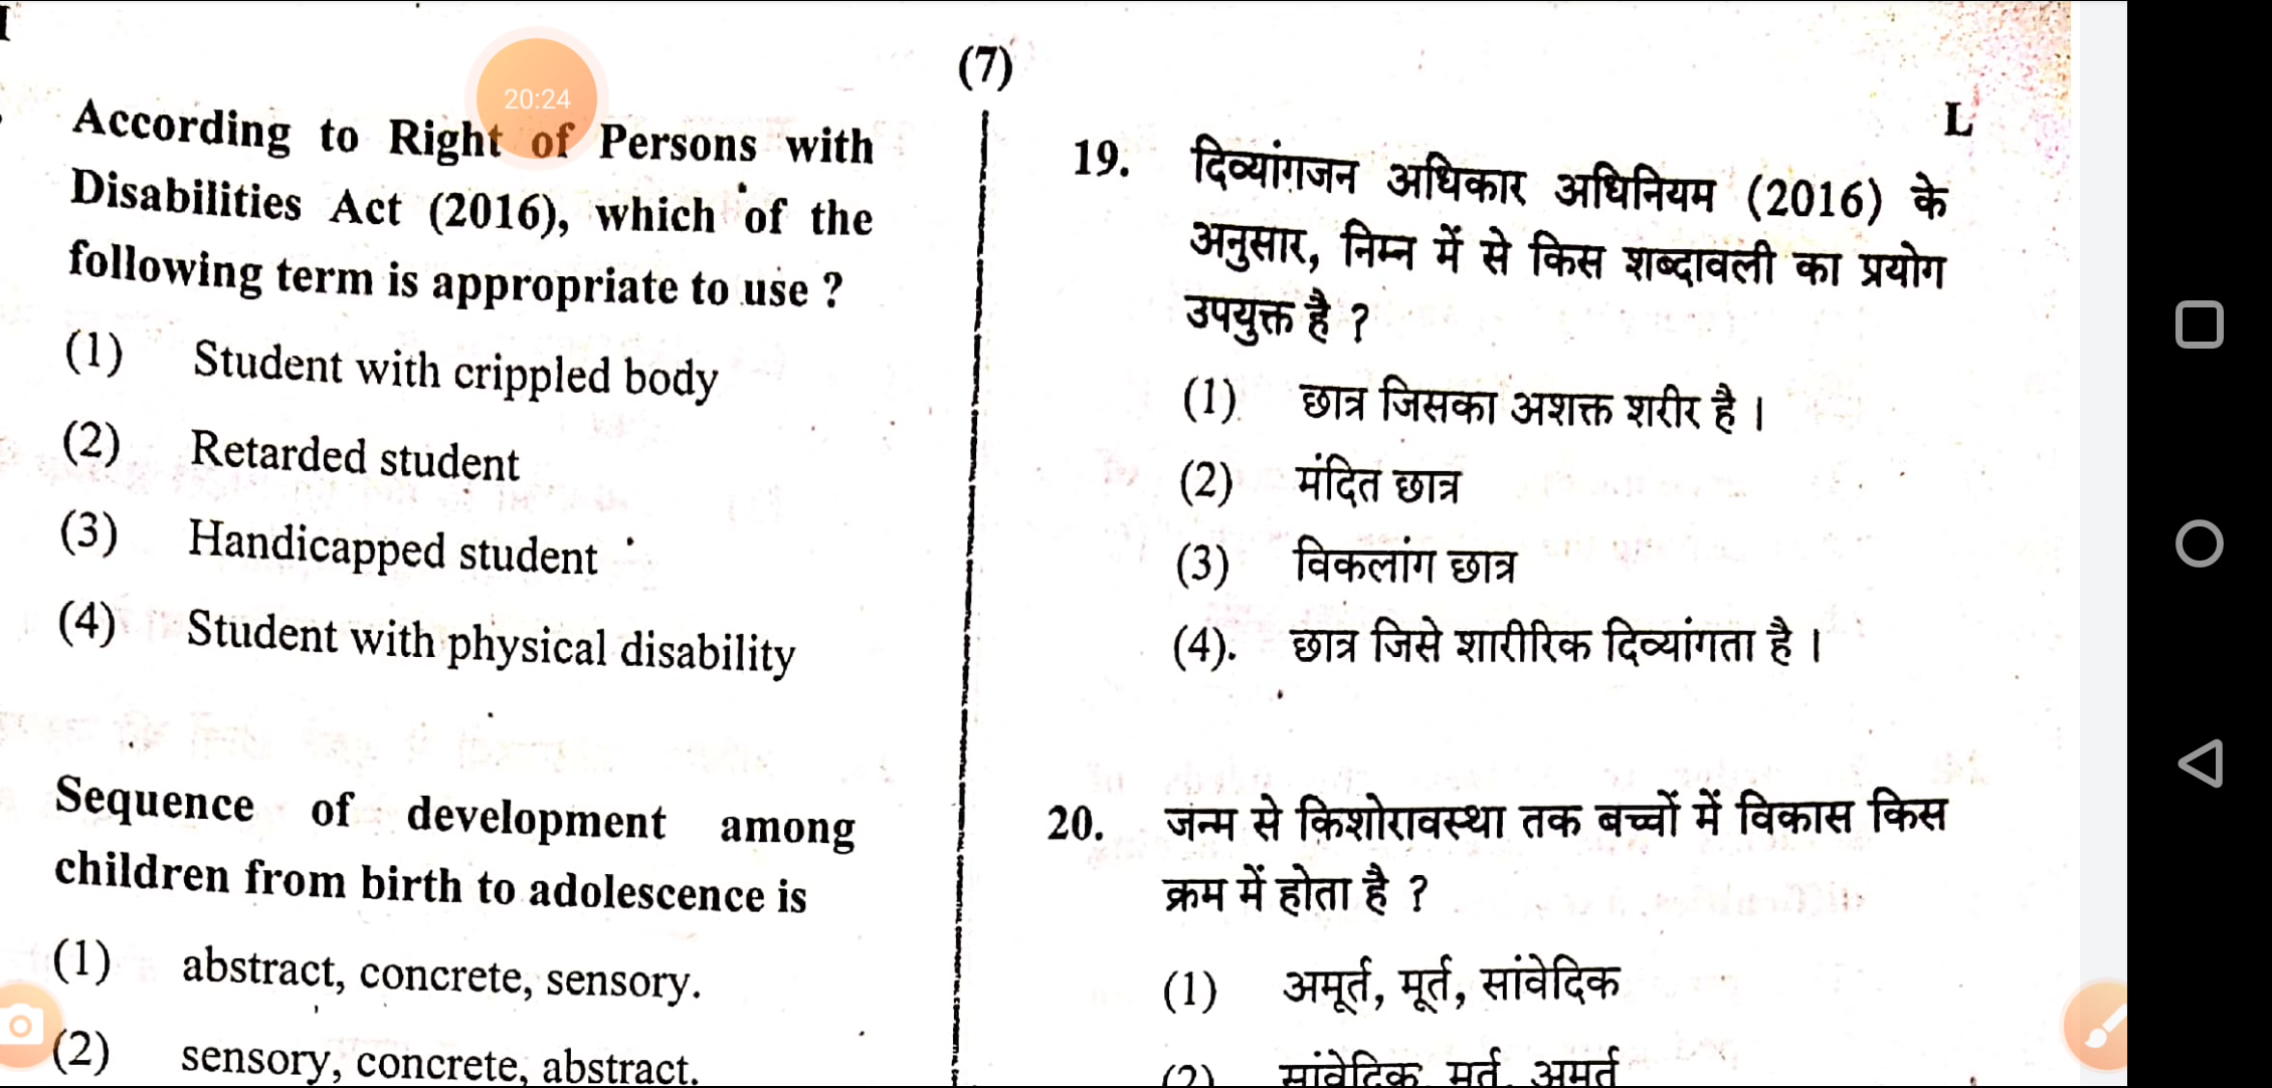 (7)
According to Right of Persons with
Disabilities Act (2016), which of the
following term is appropriate to use ?
(1) Student with crippled body
(2) Retarded student
(3) Handicapped student
(4) Student with physical disability
Sequence of development among
children from birth to adolescence is
(1) abstract, concrete, sensory.
(2) sensory, concrete, abstract.
L
19. दिव्यांगजन अधिकार अधिनियम (2016) के
अनुसार, निम्न में से किस शब्दावली का प्रयोग
उपयुक्त है ?
(1) छात्र जिसका अशक्त शरीर है ।
(2) मंदित छात्र
(3) विकलांग छात्र
(4). छात्र जिसे शारीरिक दिव्यांगता है ।
20. जन्म से किशोरावस्था तक बच्चों में विकास किस
क्रम में होता है ?
(1) अमूर्त, मूर्त, सांवेदिक
(2) सांवेदिक, मूर्त, अमूर्त
20:24